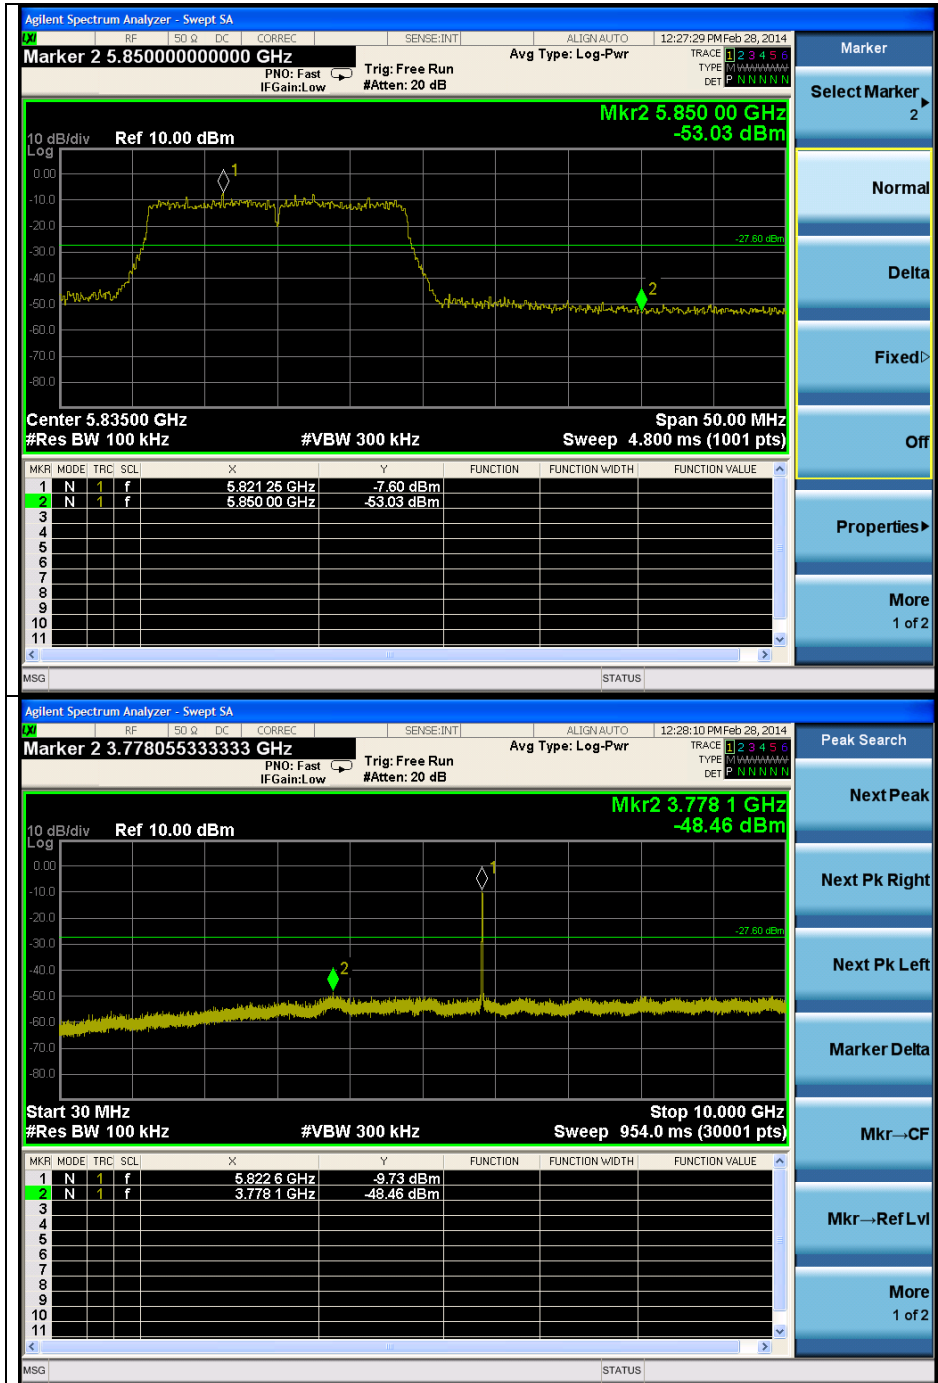 Agilent Spectrum Analyzer - Swept SA
LXI RF 50 Ω DC CORREC SENSE:INT ALIGN AUTO 12:27:29 PM Feb 28, 2014
Marker 2 5.850000000000 GHz Avg Type: Log-Pwr TRACE 1 2 3 4 5 6
PNO: Fast Trig: Free Run TYPE M WWWWW
IFGain:Low #Atten: 20 dB DET P N N N N N
Mkr2 5.850 00 GHz
10 dB/div Ref 10.00 dBm -53.03 dBm
Log
0.00
-10.0
-20.0
-30.0
-40.0
-50.0
-60.0
-70.0
-80.0
1
-27.60 dBm
2
Center 5.83500 GHz Span 50.00 MHz
#Res BW 100 kHz #VBW 300 kHz Sweep 4.800 ms (1001 pts)
MKR MODE TRC SCL X Y FUNCTION FUNCTION WIDTH FUNCTION VALUE
1 N 1 f 5.821 25 GHz -7.60 dBm
2 N 1 f 5.850 00 GHz -53.03 dBm
3
4
5
6
7
8
9
10
11
MSG STATUS
Marker
Select Marker
2
Normal
Delta
Fixed
Off
Properties
More
1 of 2
Agilent Spectrum Analyzer - Swept SA
LXI RF 50 Ω DC CORREC SENSE:INT ALIGN AUTO 12:28:10 PM Feb 28, 2014
Marker 2 3.778055333333 GHz Avg Type: Log-Pwr TRACE 1 2 3 4 5 6
PNO: Fast Trig: Free Run TYPE M WWWWW
IFGain:Low #Atten: 20 dB DET P N N N N N
Mkr2 3.778 1 GHz
10 dB/div Ref 10.00 dBm -48.46 dBm
Log
0.00
-10.0
-20.0
-30.0
-40.0
-50.0
-60.0
-70.0
-80.0
1
-27.60 dBm
2
Start 30 MHz Stop 10.000 GHz
#Res BW 100 kHz #VBW 300 kHz Sweep 954.0 ms (30001 pts)
MKR MODE TRC SCL X Y FUNCTION FUNCTION WIDTH FUNCTION VALUE
1 N 1 f 5.822 6 GHz -9.73 dBm
2 N 1 f 3.778 1 GHz -48.46 dBm
3
4
5
6
7
8
9
10
11
MSG STATUS
Peak Search
Next Peak
Next Pk Right
Next Pk Left
Marker Delta
Mkr→CF
Mkr→Ref Lvl
More
1 of 2